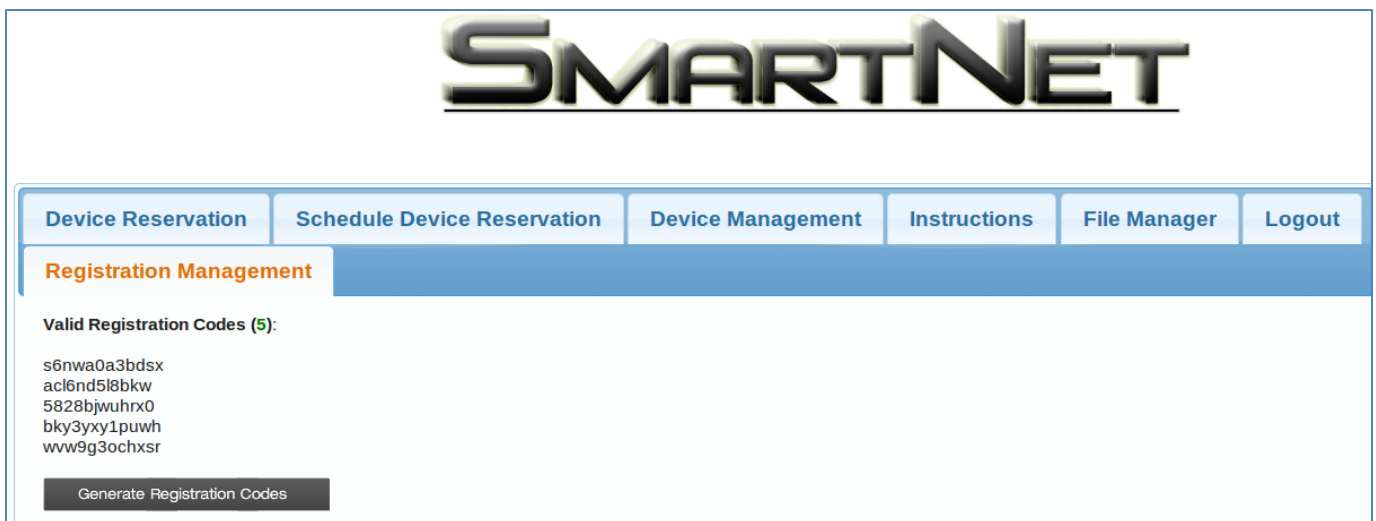 SmartNet
Device Reservation Schedule Device Reservation Device Management Instructions File Manager Logout
Registration Management
Valid Registration Codes (5):
s6nwa0a3bdsx
acl6nd5l8bkw
5828bjwuhrx0
bky3yxy1puwh
wvw9g3ochxsr
Generate Registration Codes